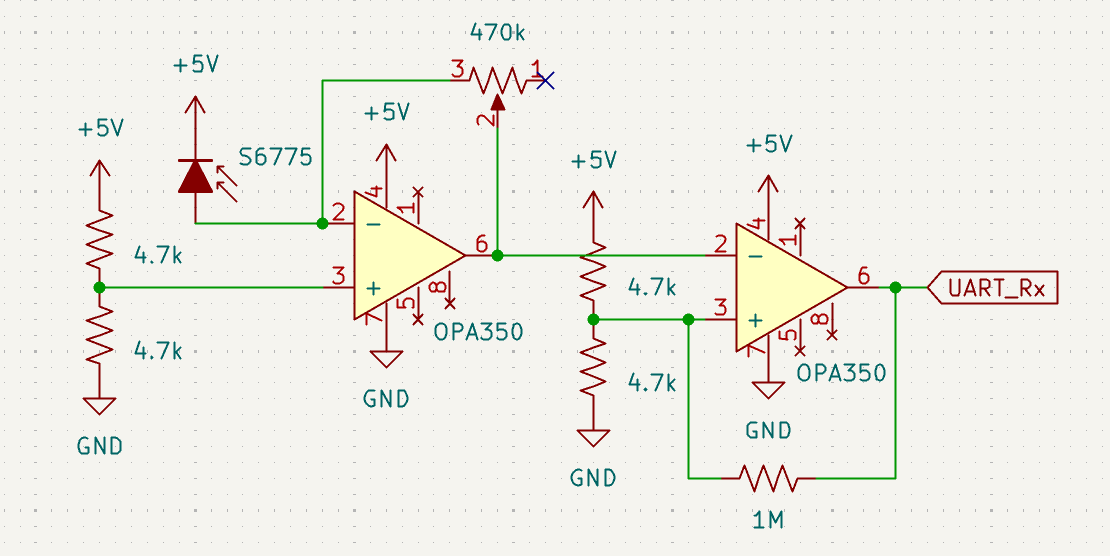 470k
3
1
2
+5V
S6775
+5V
+5V
4
1
2
-
6
3
+
8
5
7
OPA350
GND
4.7k
4.7k
GND
+5V
4.7k
4.7k
GND
+5V
4
1
2
-
6
3
+
8
5
7
OPA350
GND
UART_Rx
1M